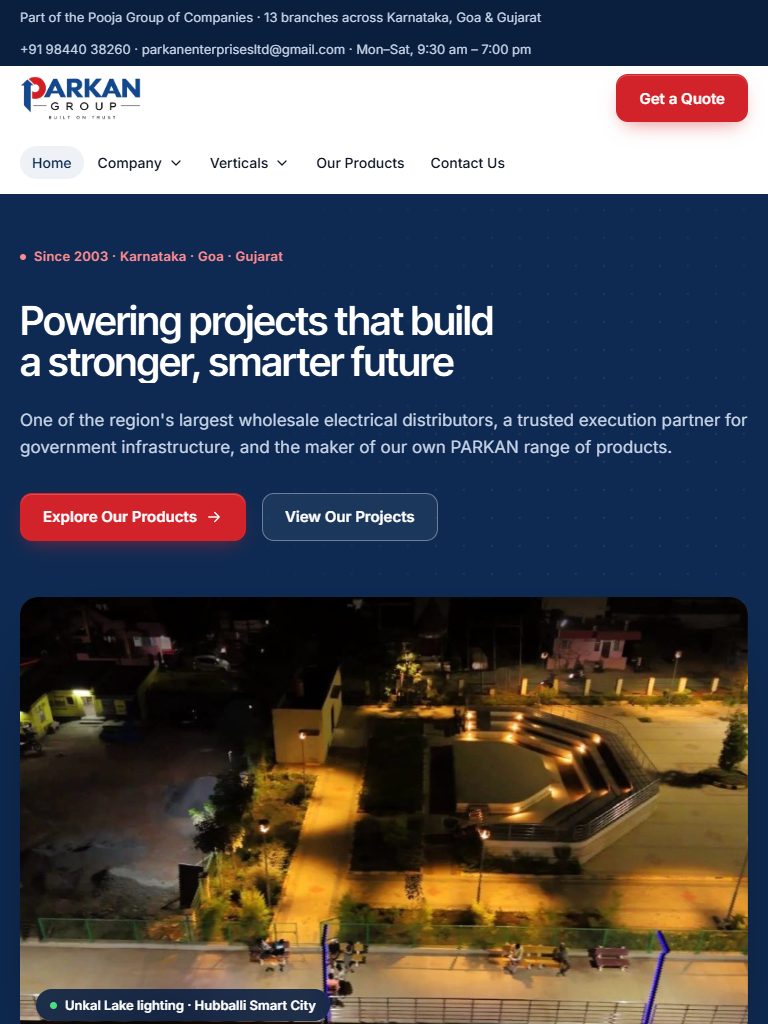 Part of the Pooja Group of Companies · 13 branches across Karnataka, Goa & Gujarat
+91 98440 38260 · parkanenterprisesltd@gmail.com · Mon–Sat, 9:30 am – 7:00 pm
PARKAN
GROUP
BUILT ON TRUST
Get a Quote
Home
Company
Verticals
Our Products
Contact Us
Since 2003 · Karnataka · Goa · Gujarat
Powering projects that build
a stronger, smarter future
One of the region's largest wholesale electrical distributors, a trusted execution partner for
government infrastructure, and the maker of our own PARKAN range of products.
Explore Our Products →
View Our Projects
Unkal Lake lighting · Hubballi Smart City